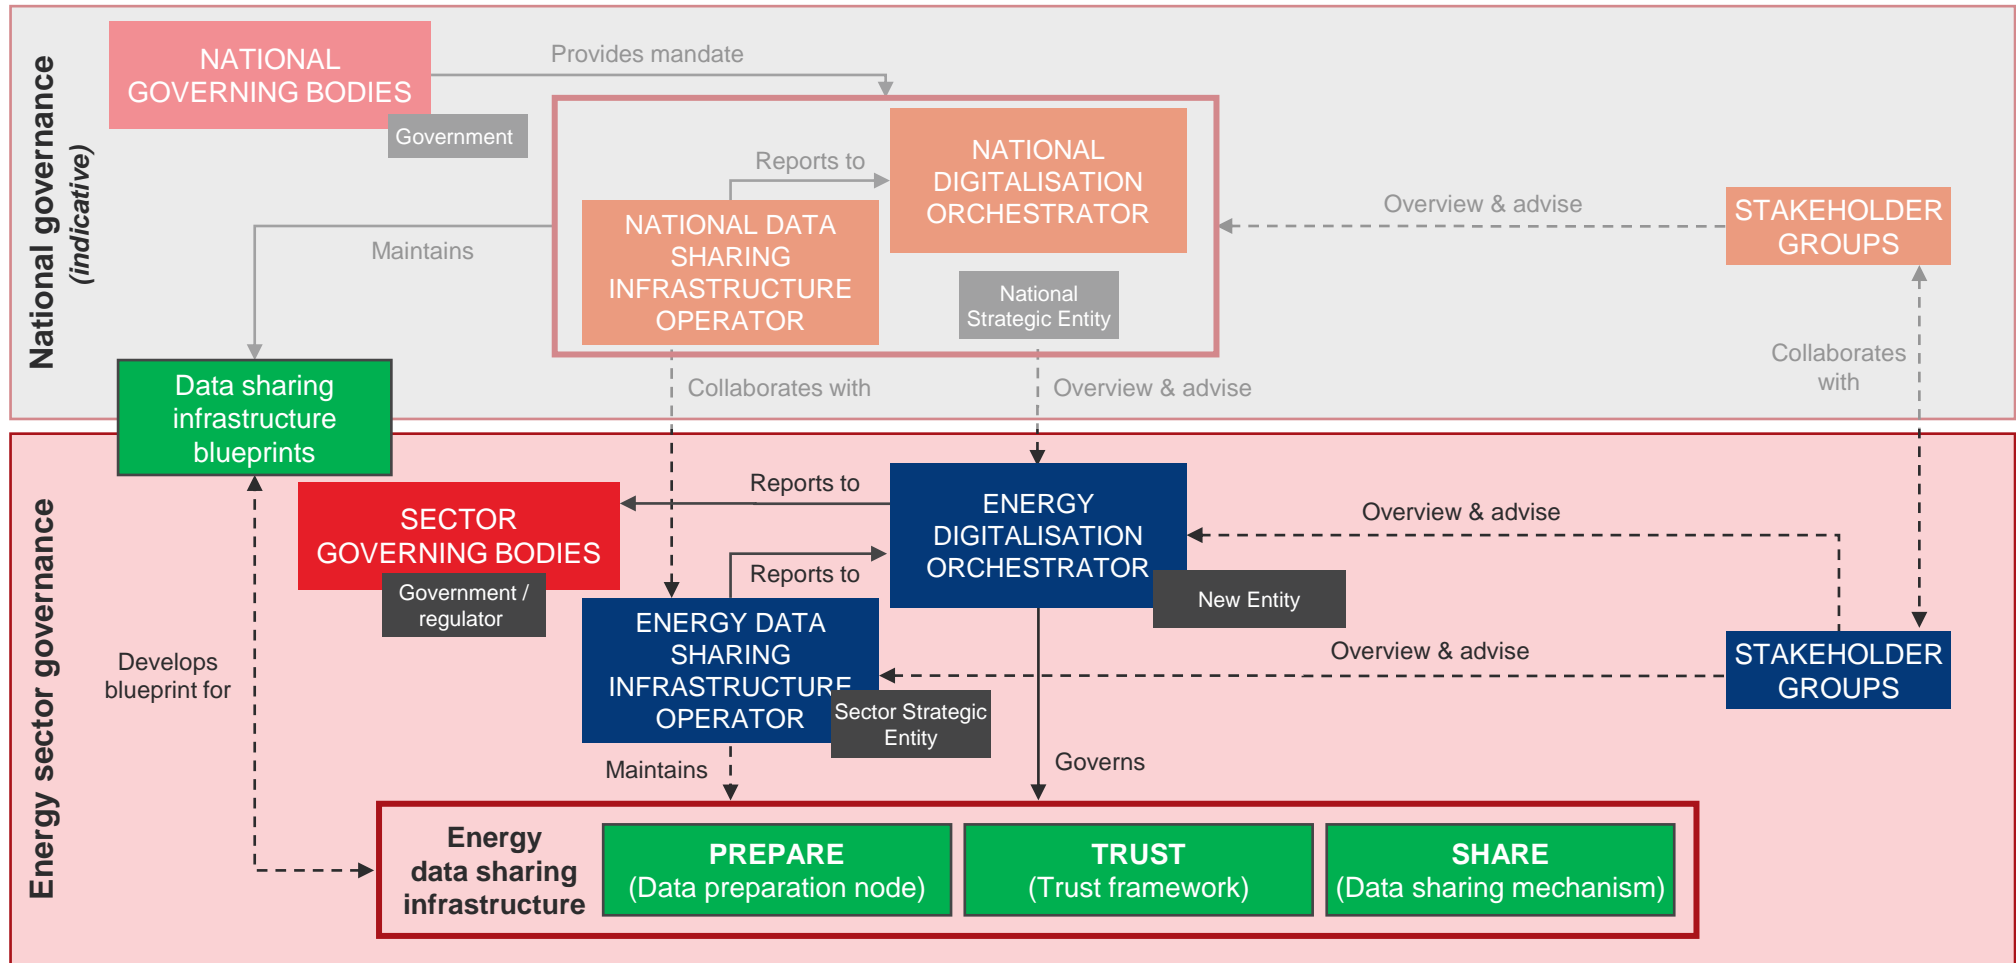 National governance
(indicative)
NATIONAL
GOVERNING BODIES
Government
Provides mandate
Reports to
NATIONAL
DIGITALISATION
ORCHESTRATOR
NATIONAL DATA
SHARING
INFRASTRUCTURE
OPERATOR
National
Strategic Entity
Overview & advise
STAKEHOLDER
GROUPS
Maintains
Data sharing
infrastructure
blueprints
Collaborates with
Overview & advise
Collaborates
with
Energy sector governance
SECTOR
GOVERNING BODIES
Government /
regulator
Reports to
Reports to
ENERGY
DIGITALISATION
ORCHESTRATOR
New Entity
Overview & advise
ENERGY DATA
SHARING
INFRASTRUCTURE
OPERATOR
Sector Strategic
Entity
Overview & advise
STAKEHOLDER
GROUPS
Develops
blueprint for
Maintains
Governs
Energy
data sharing
infrastructure
PREPARE
(Data preparation node)
TRUST
(Trust framework)
SHARE
(Data sharing mechanism)